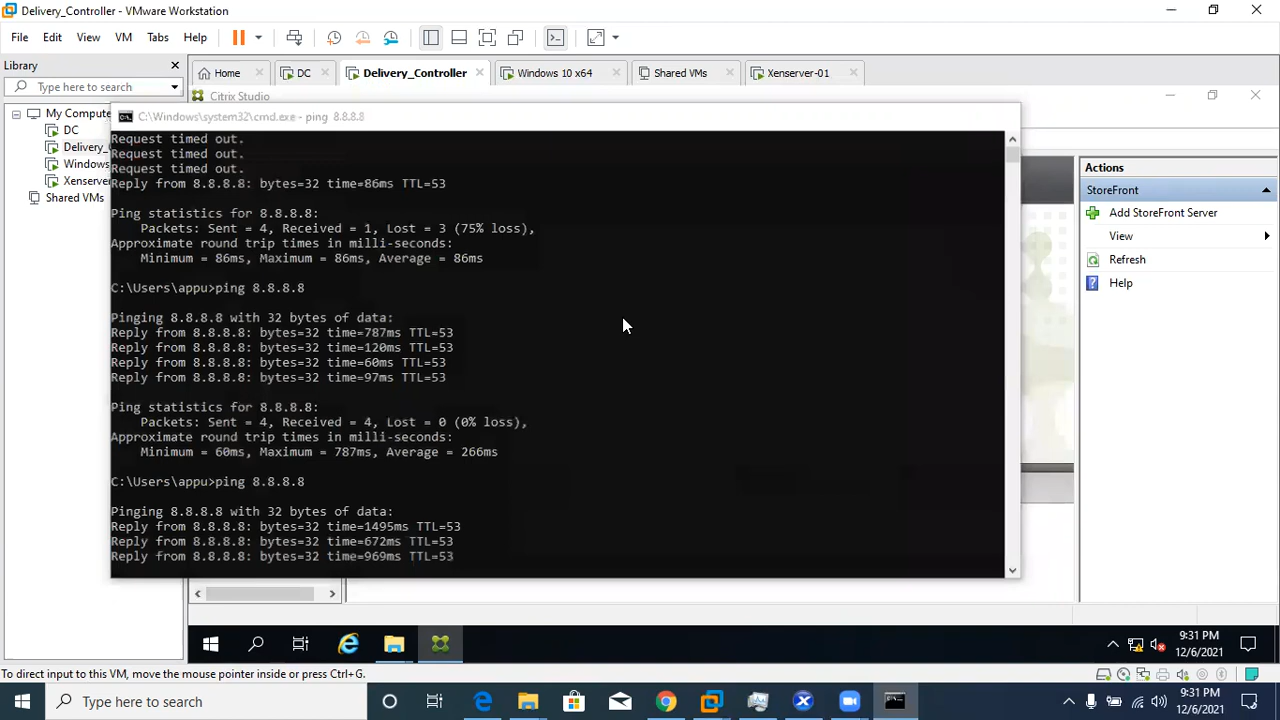 Delivery_Controller - VMware Workstation
File Edit View VM Tabs Help
Library
Type here to search
Home
DC
Delivery_Controller
Windows 10 x64
Shared VMs
Xenserver-01
My Compute
DC
Delivery_
Windows
Xenserver
Shared VMs
Citrix Studio
C:\Windows\system32\cmd.exe - ping 8.8.8.8
Request timed out.
Request timed out.
Request timed out.
Reply from 8.8.8.8: bytes=32 time=86ms TTL=53
Ping statistics for 8.8.8.8:
Packets: Sent = 4, Received = 1, Lost = 3 (75% loss),
Approximate round trip times in milli-seconds:
Minimum = 86ms, Maximum = 86ms, Average = 86ms
C:\Users\appu>ping 8.8.8.8
Pinging 8.8.8.8 with 32 bytes of data:
Reply from 8.8.8.8: bytes=32 time=787ms TTL=53
Reply from 8.8.8.8: bytes=32 time=120ms TTL=53
Reply from 8.8.8.8: bytes=32 time=60ms TTL=53
Reply from 8.8.8.8: bytes=32 time=97ms TTL=53
Ping statistics for 8.8.8.8:
Packets: Sent = 4, Received = 4, Lost = 0 (0% loss),
Approximate round trip times in milli-seconds:
Minimum = 60ms, Maximum = 787ms, Average = 266ms
C:\Users\appu>ping 8.8.8.8
Pinging 8.8.8.8 with 32 bytes of data:
Reply from 8.8.8.8: bytes=32 time=1495ms TTL=53
Reply from 8.8.8.8: bytes=32 time=672ms TTL=53
Reply from 8.8.8.8: bytes=32 time=969ms TTL=53
Actions
StoreFront
Add StoreFront Server
View
Refresh
Help
9:31 PM
12/6/2021
To direct input to this VM, move the mouse pointer inside or press Ctrl+G.
Type here to search
9:31 PM
12/6/2021